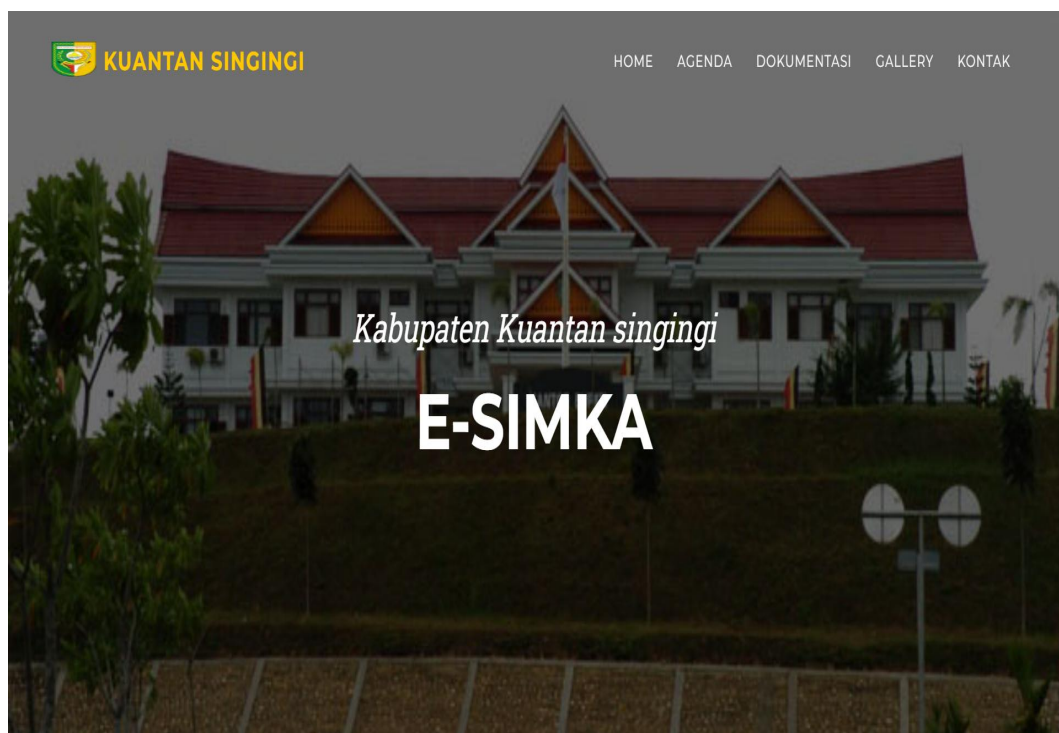 KUANTAN SINGINGI
HOME AGENDA DOKUMENTASI GALLERY KONTAK
Kabupaten Kuantan singingi
E-SIMKA